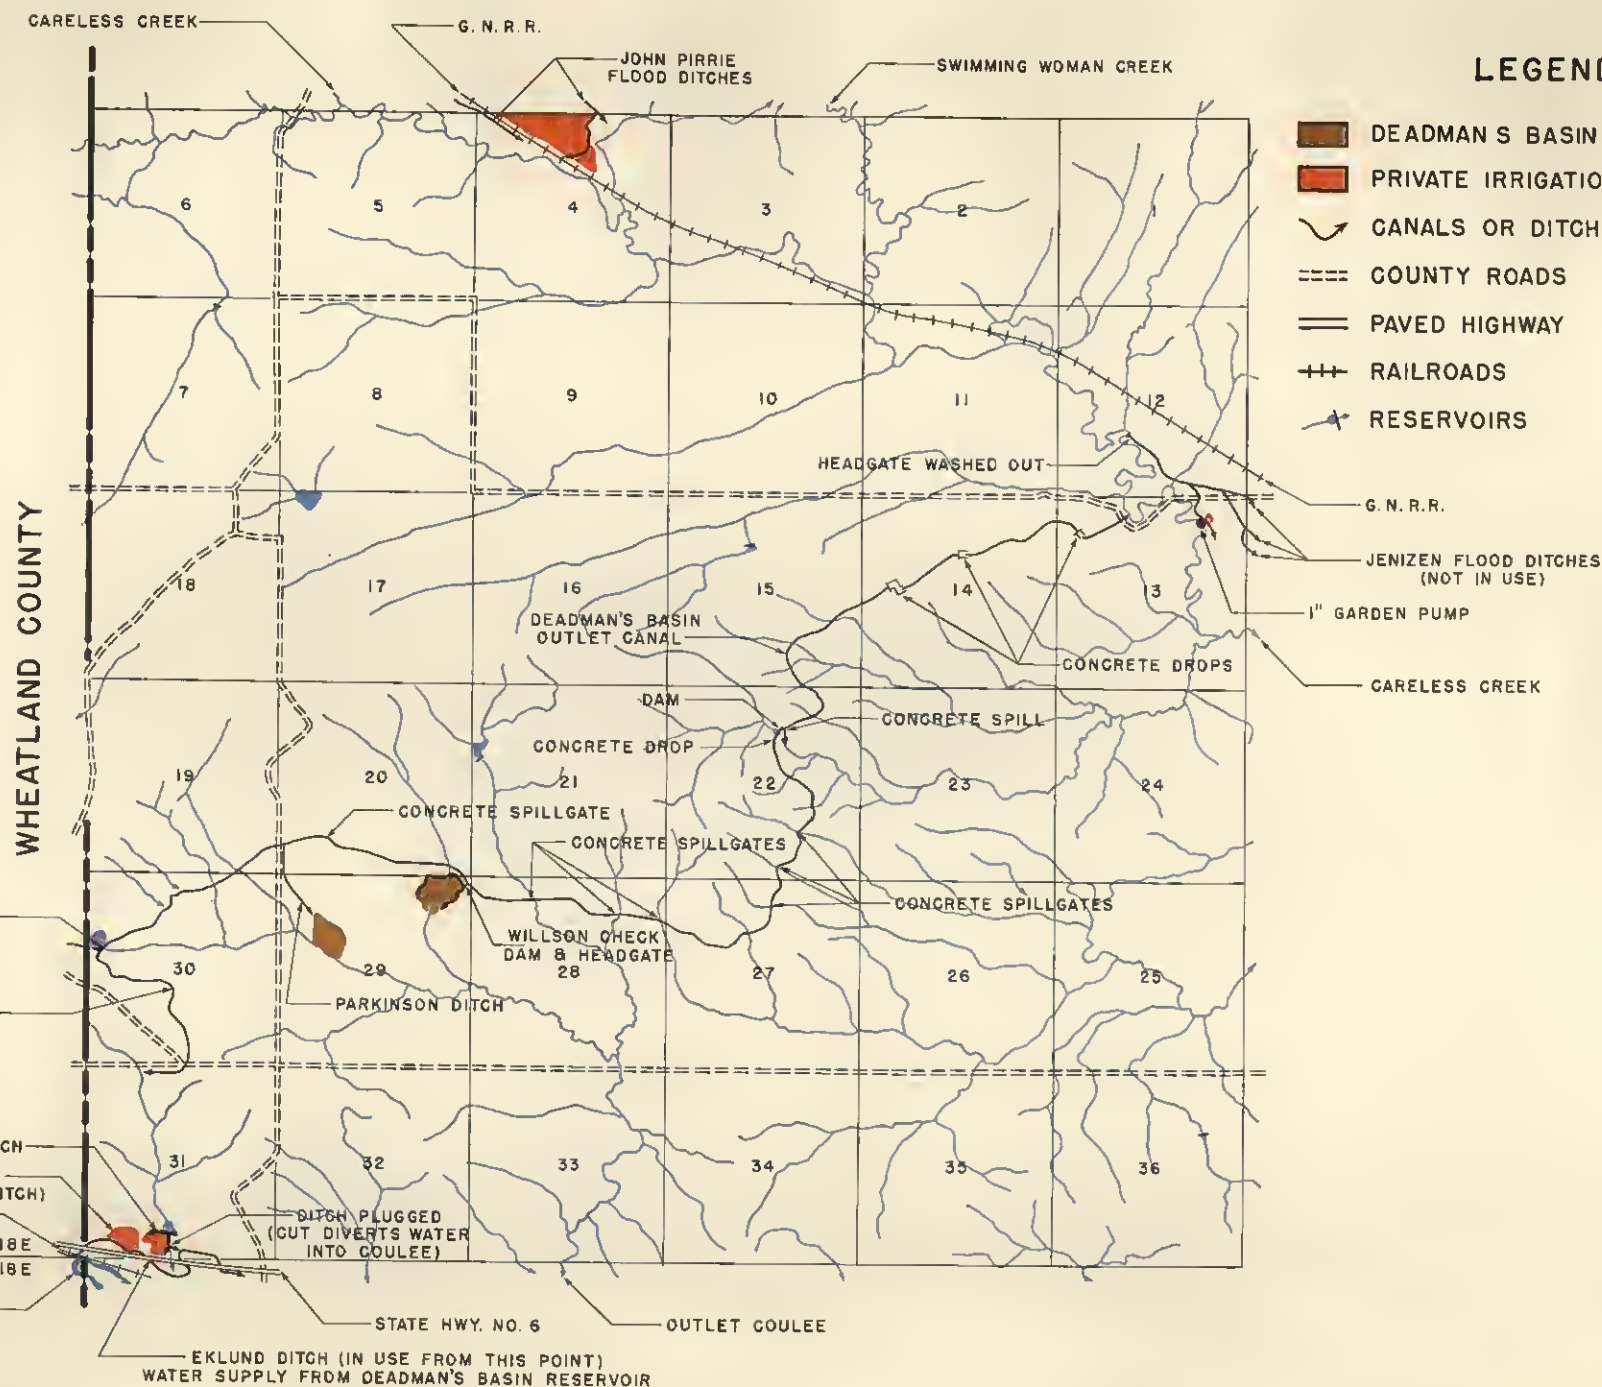 CARELESS CREEK
G. N. R. R.
JOHN PIRRIE
FLOOD DITCHES
SWIMMING WOMAN CREEK
LEGEND
DEADMAN S BASIN
PRIVATE IRRIGATIO
CANALS OR DITCH
COUNTY ROADS
PAVED HIGHWAY
RAILROADS
RESERVOIRS
6
5
4
3
2
1
7
8
9
10
11
12
HEADGATE WASHED OUT
G. N. R. R.
JENIZEN FLOOD DITCHES
(NOT IN USE)
1" GARDEN PUMP
WHEATLAND COUNTY
18
17
16
15
14
13
DEADMAN'S BASIN
OUTLET CANAL
CONCRETE DROPS
CARELESS CREEK
DAM
CONCRETE SPILL
CONCRETE DROP
19
20
21
22
23
24
CONCRETE SPILLGATE
CONCRETE SPILLGATES
CONCRETE SPILLGATES
WILLSON CHECK
DAM & HEADGATE
30
29
28
27
26
25
PARKINSON DITCH
CH
ITCH)
31
32
33
34
35
36
DITCH PLUGGED
(CUT DIVERTS WATER
INTO COULEE)
18E
18E
STATE HWY. NO. 6
OUTLET COULEE
EKLUND DITCH (IN USE FROM THIS POINT)
WATER SUPPLY FROM DEADMAN'S BASIN RESERVOIR